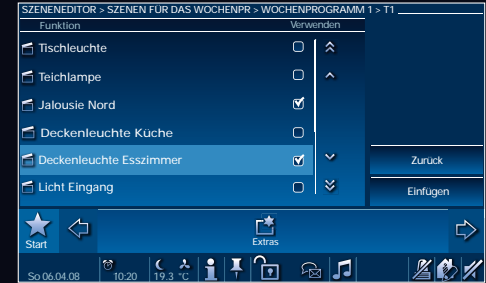 SZENENEDITOR > SZENEN FÜR DAS WOCHENPR > WOCHENPROGRAMM 1 > T1
Funktion Verwenden
Tischleuchte
Teichlampe
Jalousie Nord
Deckenleuchte Küche
Deckenleuchte Esszimmer
Zurück
Licht Eingang
Einfügen
Start
Extras
So 06.04.08 10:20 19.3 °C